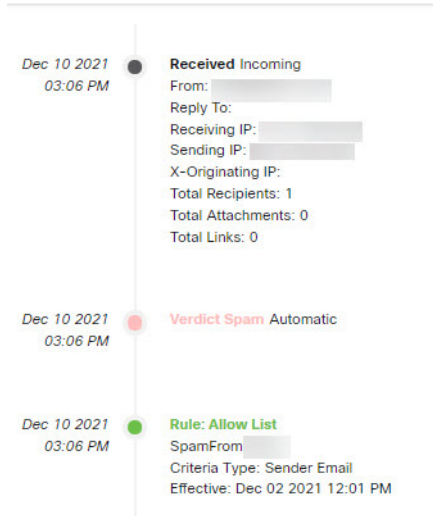 Dec 10 2021
03:06 PM
Received Incoming
From:
Reply To:
Receiving IP:
Sending IP:
X-Originating IP:
Total Recipients: 1
Total Attachments: 0
Total Links: 0
Dec 10 2021
03:06 PM
Verdict Spam Automatic
Dec 10 2021
03:06 PM
Rule: Allow List
SpamFrom
Criteria Type: Sender Email
Effective: Dec 02 2021 12:01 PM